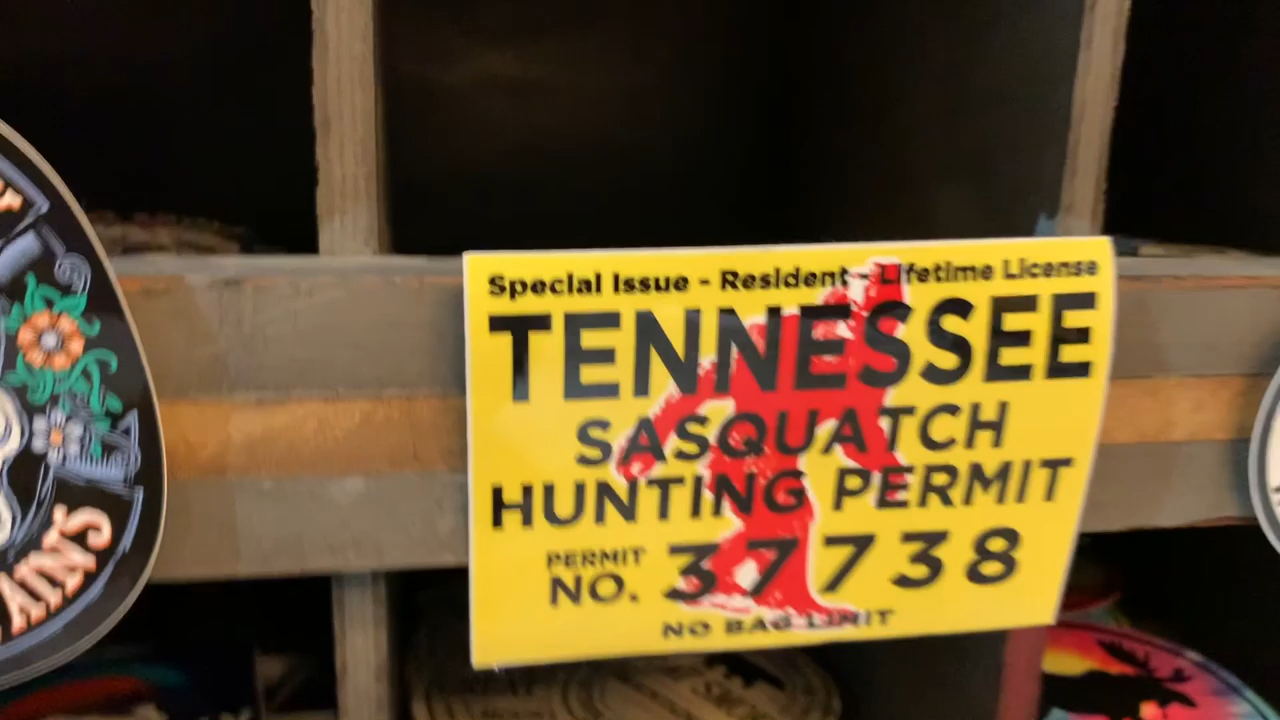 Special Issue - Resident - Lifetime License
TENNESSEE
SASQUATCH
HUNTING PERMIT
PERMIT
NO. 37738
NO BAG LIMIT